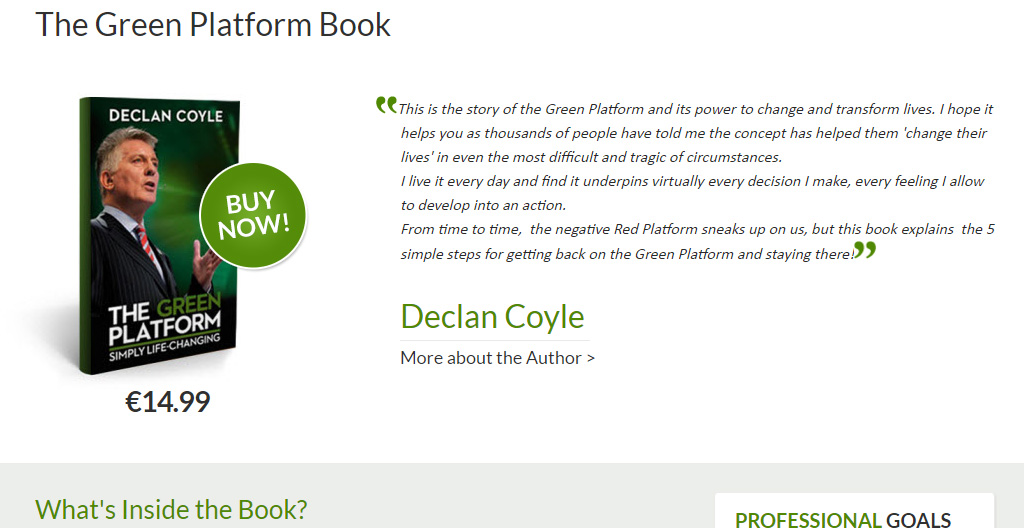 The Green Platform Book
DECLAN COYLE
BUY
NOW!
THE GREEN
PLATFORM
SIMPLY LIFE-CHANGING
€14.99
“This is the story of the Green Platform and its power to change and transform lives. I hope it
helps you as thousands of people have told me the concept has helped them 'change their
lives' in even the most difficult and tragic of circumstances.
I live it every day and find it underpins virtually every decision I make, every feeling I allow
to develop into an action.
From time to time,  the negative Red Platform sneaks up on us, but this book explains  the 5
simple steps for getting back on the Green Platform and staying there!”
Declan Coyle
More about the Author >
What's Inside the Book?
PROFESSIONAL GOALS